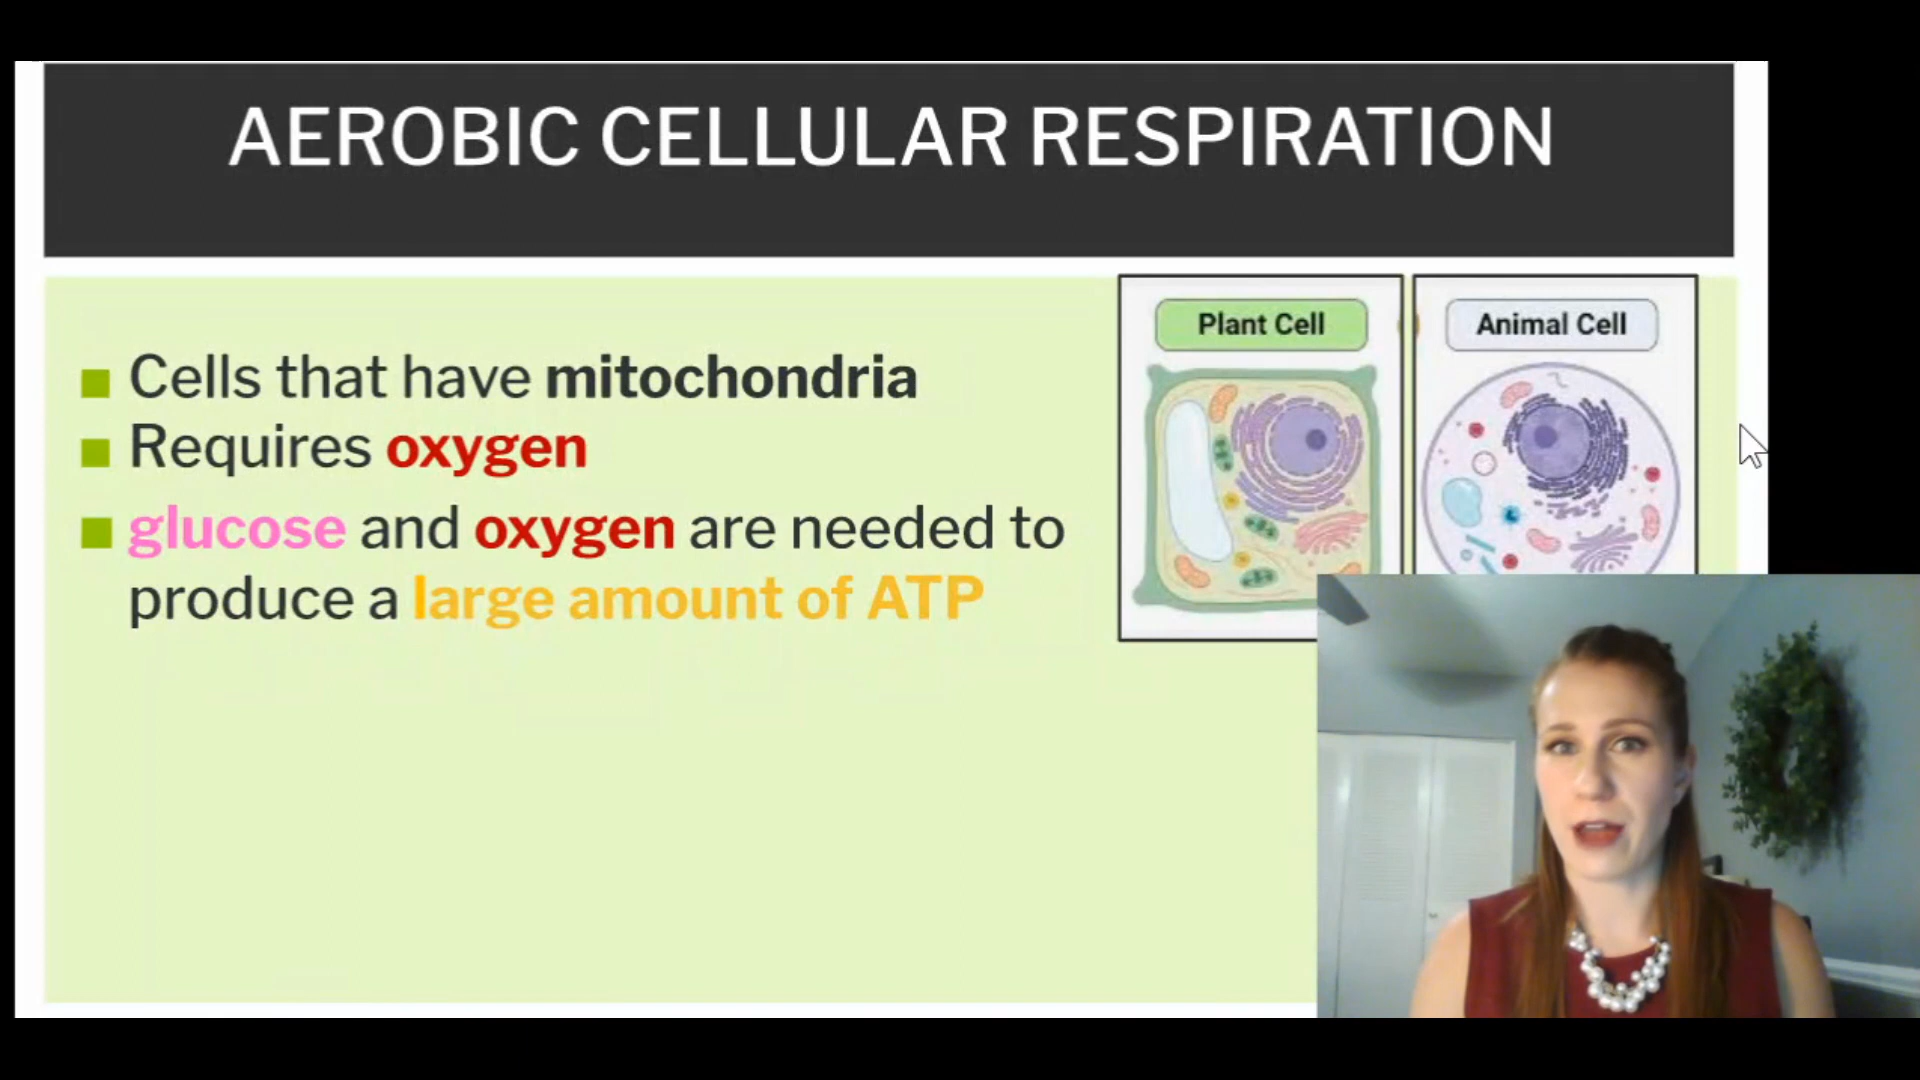 AEROBIC CELLULAR RESPIRATION
Cells that have mitochondria
Requires oxygen
glucose and oxygen are needed to
produce a large amount of ATP
Plant Cell
Animal Cell